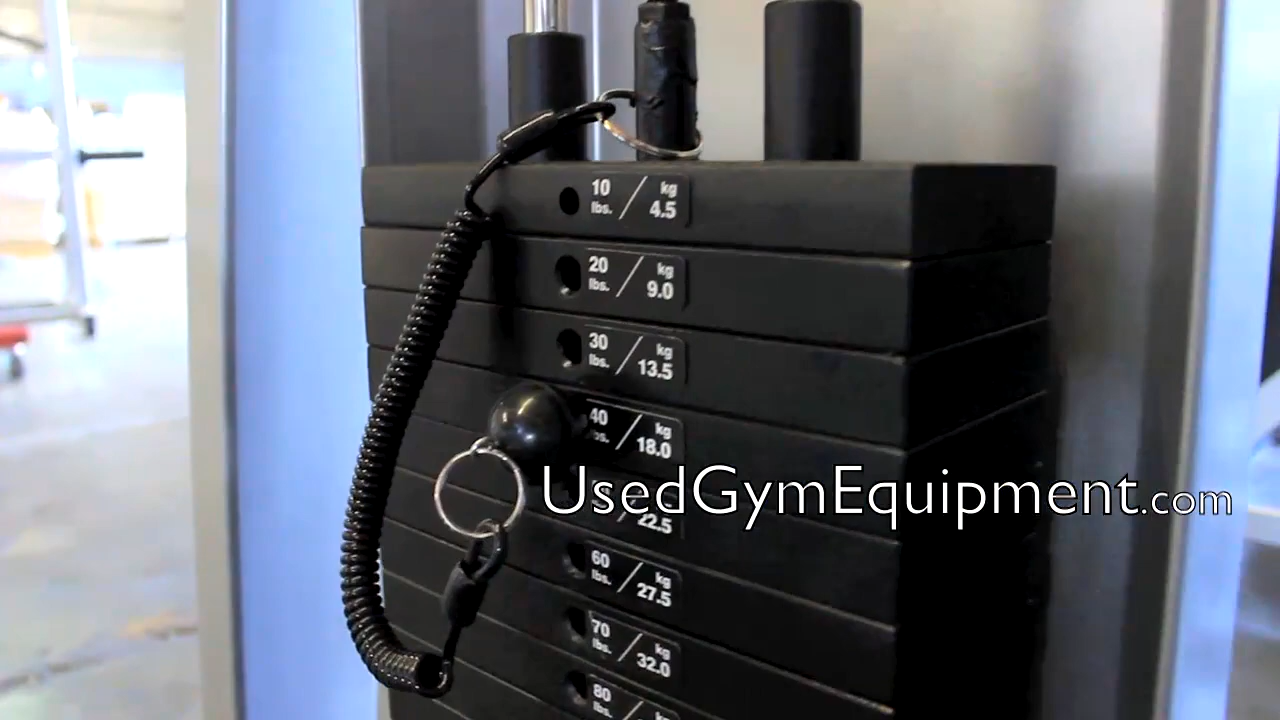 10
lbs.
kg
4.5
20
lbs.
kg
9.0
30
lbs.
kg
13.5
40
kg
18.0
UsedGymEquipment.com
22.5
60
lbs.
kg
27.5
70
lbs.
kg
32.0
80
lbs.
kg